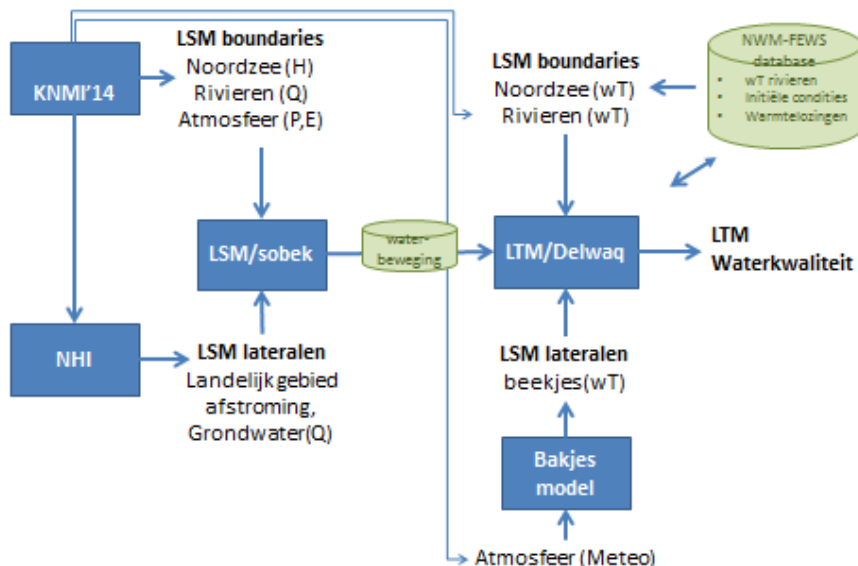 KNMI'14
LSM boundaries
Noordzee (H)
Rivieren (Q)
Atmosfeer (P,E)
LSM boundaries
Noordzee (wT)
Rivieren (wT)
NWM-FEWS
database
• wT rivieren
• Initiële condities
• Warmtelozingen
LSM/sobek
water-
beweging
LTM/Delwaq
LTM
Waterkwaliteit
NHI
LSM lateralen
Landelijk gebied
afstroming,
Grondwater(Q)
LSM lateralen
beekjes(wT)
Bakjes
model
Atmosfeer (Meteo)